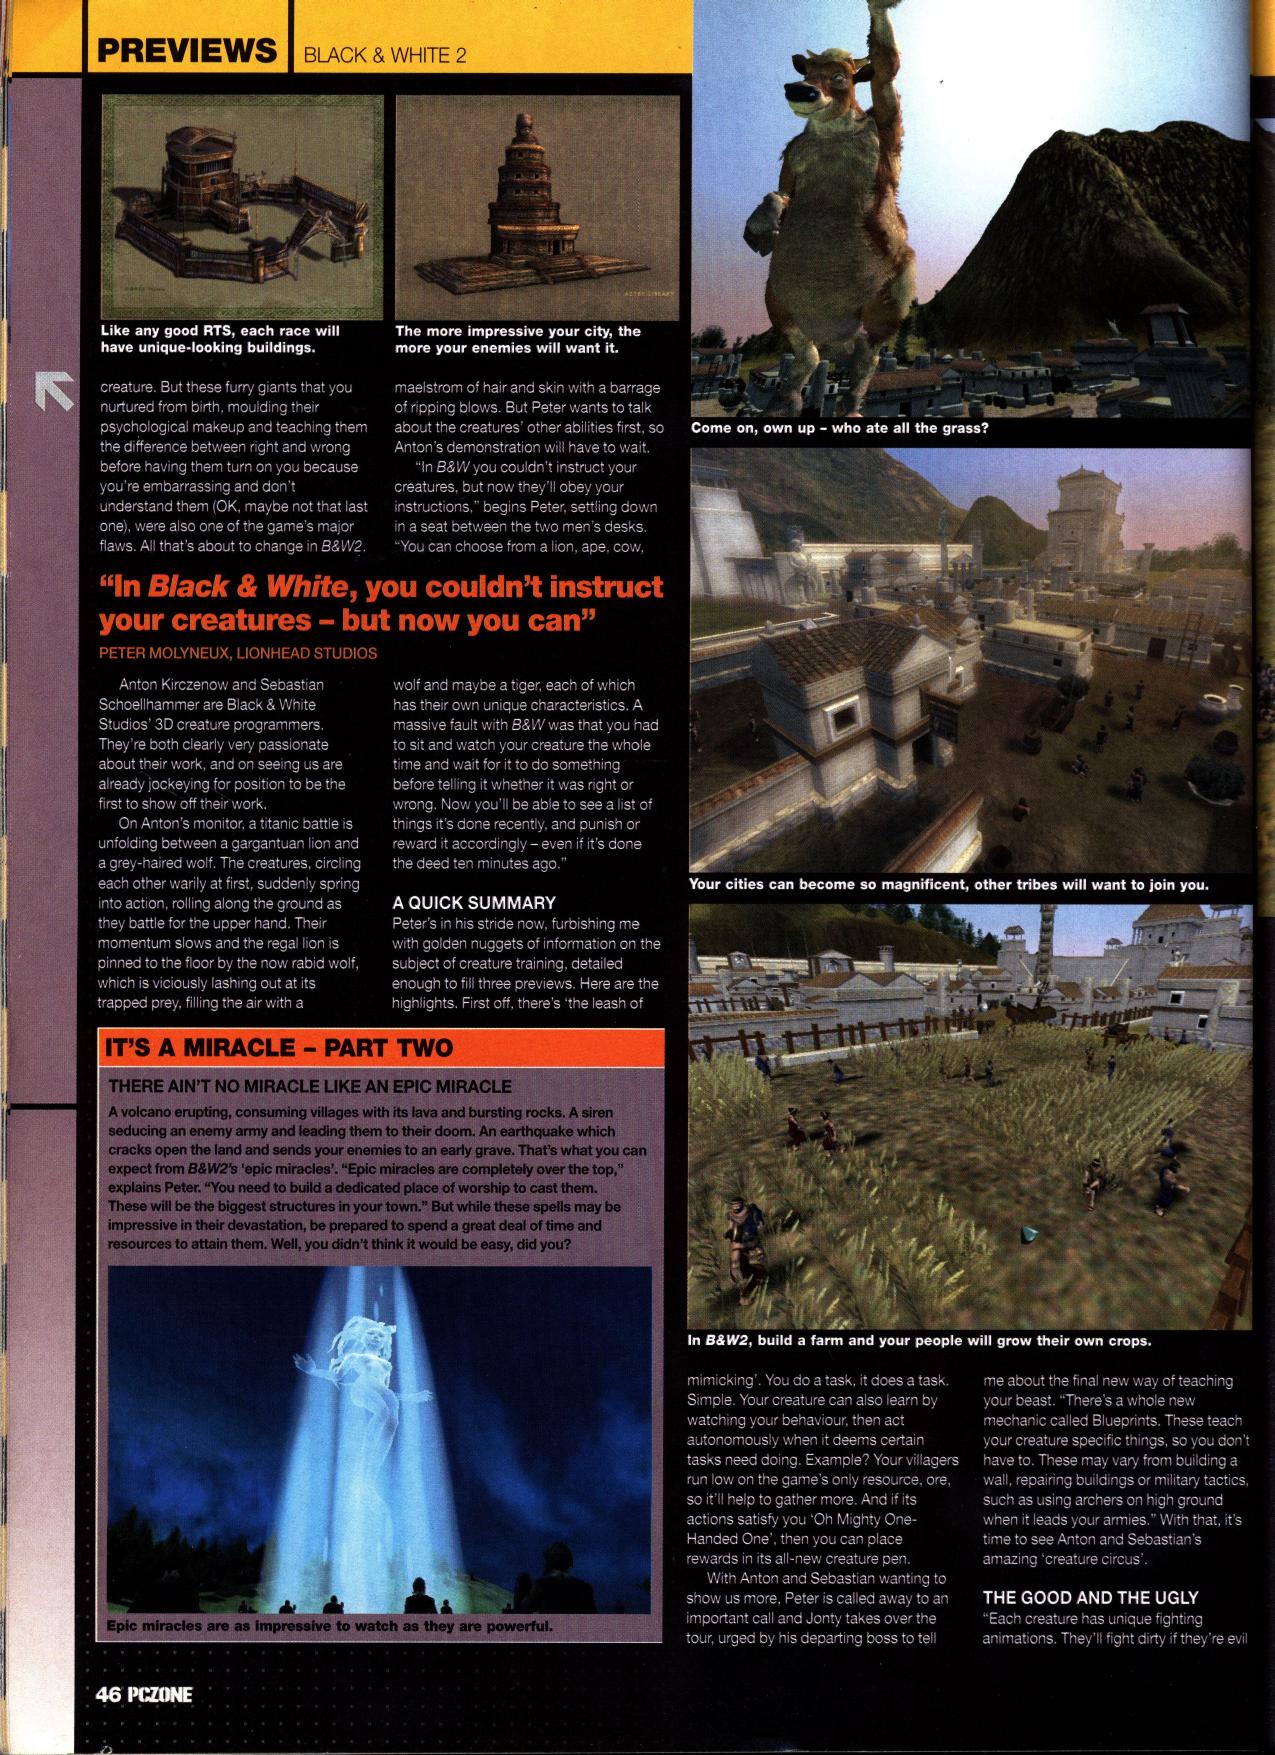 PREVIEWS
BLACK & WHITE 2
AZTEC LIBRARY
Like any good RTS, each race will
have unique-looking buildings.
The more impressive your city, the
more your enemies will want it.
creature. But these furry giants that you
nurtured from birth, moulding their
psychological makeup and teaching them
the difference between right and wrong
before having them turn on you because
you're embarrassing and don't
understand them (OK, maybe not that last
one), were also one of the game's major
flaws. All that's about to change in B&W2.
maelstrom of hair and skin with a barrage
of ripping blows. But Peter wants to talk
about the creatures' other abilities first, so
Anton's demonstration will have to wait.
"In B&W you couldn't instruct your
creatures, but now they'll obey your
instructions," begins Peter, settling down
in a seat between the two men's desks.
"You can choose from a lion, ape, cow,
"In Black & White, you couldn't instruct
your creatures – but now you can"
PETER MOLYNEUX, LIONHEAD STUDIOS
Anton Kirczenow and Sebastian
Schoellhammer are Black & White
Studios' 3D creature programmers.
They're both clearly very passionate
about their work, and on seeing us are
already jockeying for position to be the
first to show off their work.
On Anton's monitor, a titanic battle is
unfolding between a gargantuan lion and
a grey-haired wolf. The creatures, circling
each other warily at first, suddenly spring
into action, rolling along the ground as
they battle for the upper hand. Their
momentum slows and the regal lion is
pinned to the floor by the now rabid wolf,
which is viciously lashing out at its
trapped prey, filling the air with a
wolf and maybe a tiger, each of which
has their own unique characteristics. A
massive fault with B&W was that you had
to sit and watch your creature the whole
time and wait for it to do something
before telling it whether it was right or
wrong. Now you'll be able to see a list of
things it's done recently, and punish or
reward it accordingly – even if it's done
the deed ten minutes ago."
A QUICK SUMMARY
Peter's in his stride now, furbishing me
with golden nuggets of information on the
subject of creature training, detailed
enough to fill three previews. Here are the
highlights. First off, there's 'the leash of
IT'S A MIRACLE – PART TWO
THERE AIN'T NO MIRACLE LIKE AN EPIC MIRACLE
A volcano erupting, consuming villages with its lava and bursting rocks. A siren
seducing an enemy army and leading them to their doom. An earthquake which
cracks open the land and sends your enemies to an early grave. That's what you can
expect from B&W2's 'epic miracles'. "Epic miracles are completely over the top,"
explains Peter. "You need to build a dedicated place of worship to cast them.
These will be the biggest structures in your town." But while these spells may be
impressive in their devastation, be prepared to spend a great deal of time and
resources to attain them. Well, you didn't think it would be easy, did you?
Epic miracles are as impressive to watch as they are powerful.
Come on, own up – who ate all the grass?
Your cities can become so magnificent, other tribes will want to join you.
In B&W2, build a farm and your people will grow their own crops.
mimicking'. You do a task, it does a task.
Simple. Your creature can also learn by
watching your behaviour, then act
autonomously when it deems certain
tasks need doing. Example? Your villagers
run low on the game's only resource, ore,
so it'll help to gather more. And if its
actions satisfy you 'Oh Mighty One-
Handed One', then you can place
rewards in its all-new creature pen.
With Anton and Sebastian wanting to
show us more, Peter is called away to an
important call and Jonty takes over the
tour, urged by his departing boss to tell
me about the final new way of teaching
your beast. "There's a whole new
mechanic called Blueprints. These teach
your creature specific things, so you don't
have to. These may vary from building a
wall, repairing buildings or military tactics,
such as using archers on high ground
when it leads your armies." With that, it's
time to see Anton and Sebastian's
amazing 'creature circus'.
THE GOOD AND THE UGLY
"Each creature has unique fighting
animations. They'll fight dirty if they're evil
46 PCZONE